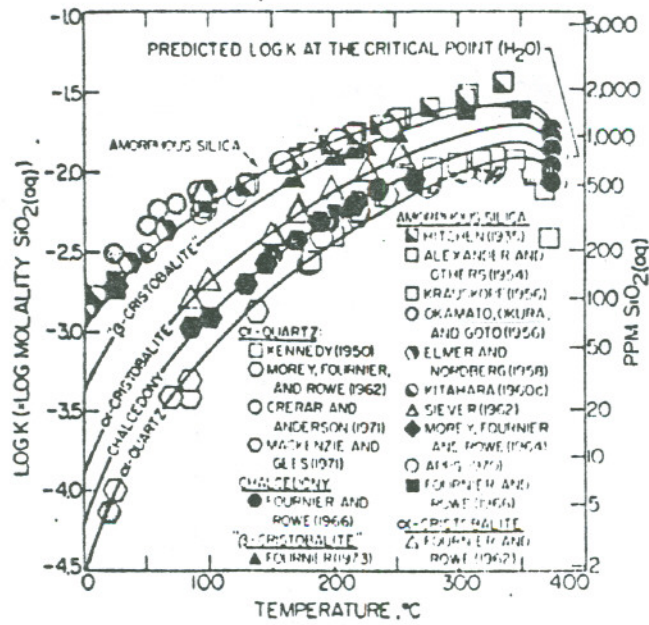 PREDICTED LOG K AT THE CRITICAL POINT (H2O)
AMORPHOUS SILICA
"β-CRISTOBALITE"
α-CRISTOBALITE
CHALCEDONY
α-QUARTZ
LOG K (=LOG MOLALITY SiO2(aq)
-1.0
-1.5
-2.0
-2.5
-3.0
-3.5
-4.0
-4.5
PPM SiO2(aq)
5,000
2,000
1,000
500
200
100
50
20
10
5
2
α-QUARTZ:
KENNEDY (1950)
MOREY, FOURNIER,
AND ROWE (1962)
CRERAR AND
ANDERSON (1971)
MACKENZIE AND
GEES (1971)
CHALCEDONY
FOURNIER AND
ROWE (1966)
"β-CRISTOBALITE"
FOURNIER (1973)
AMORPHOUS SILICA
HITCHEN (1935)
ALEXANDER AND
OTHERS (1954)
KRAUSKOPF (1956)
OKAMATO, OKURA,
AND GOTO (1956)
ELMER AND
NORDBERG (1958)
KITAHARA (1960c)
SIEVER (1962)
MOREY, FOURNIER
AND ROWE (1964)
FOURNIER AND
ROWE (1966)
α-CRISTOBALITE
FOURNIER AND
ROWE (1962)
0
100
200
300
400
TEMPERATURE, °C